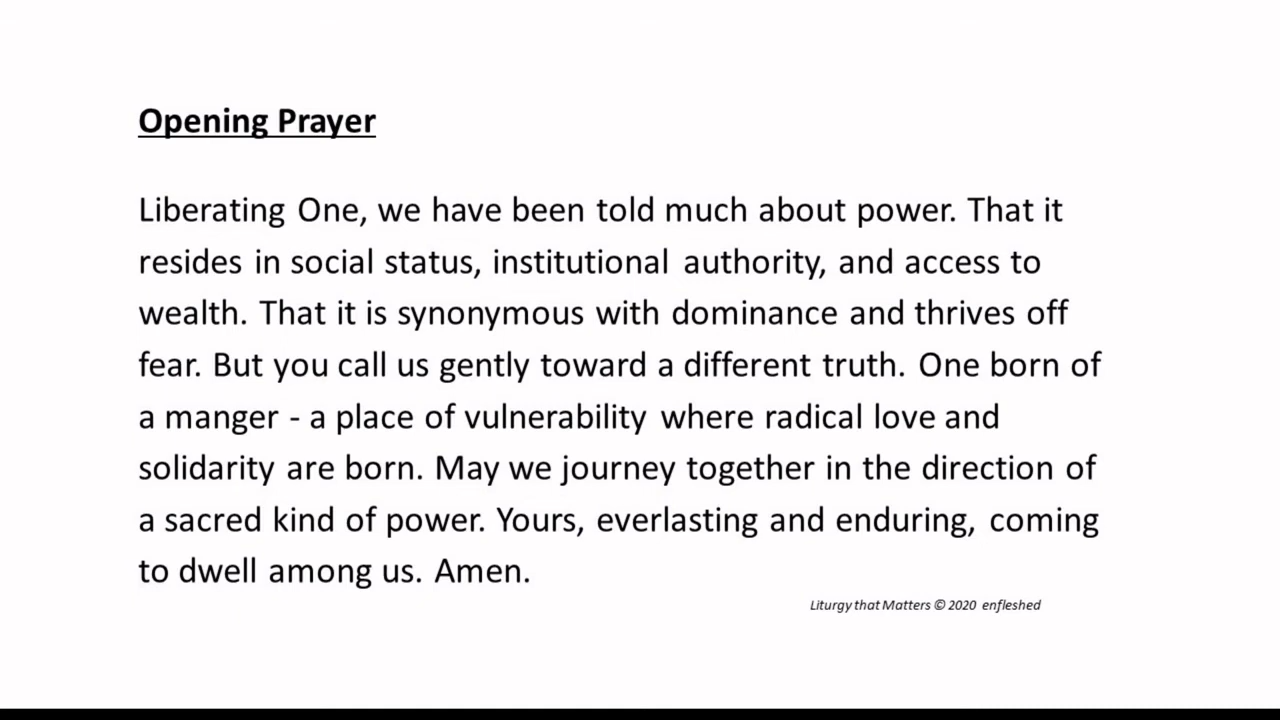 Opening Prayer
Liberating One, we have been told much about power. That it
resides in social status, institutional authority, and access to
wealth. That it is synonymous with dominance and thrives off
fear. But you call us gently toward a different truth. One born of
a manger - a place of vulnerability where radical love and
solidarity are born. May we journey together in the direction of
a sacred kind of power. Yours, everlasting and enduring, coming
to dwell among us. Amen.
Liturgy that Matters © 2020 enfleshed